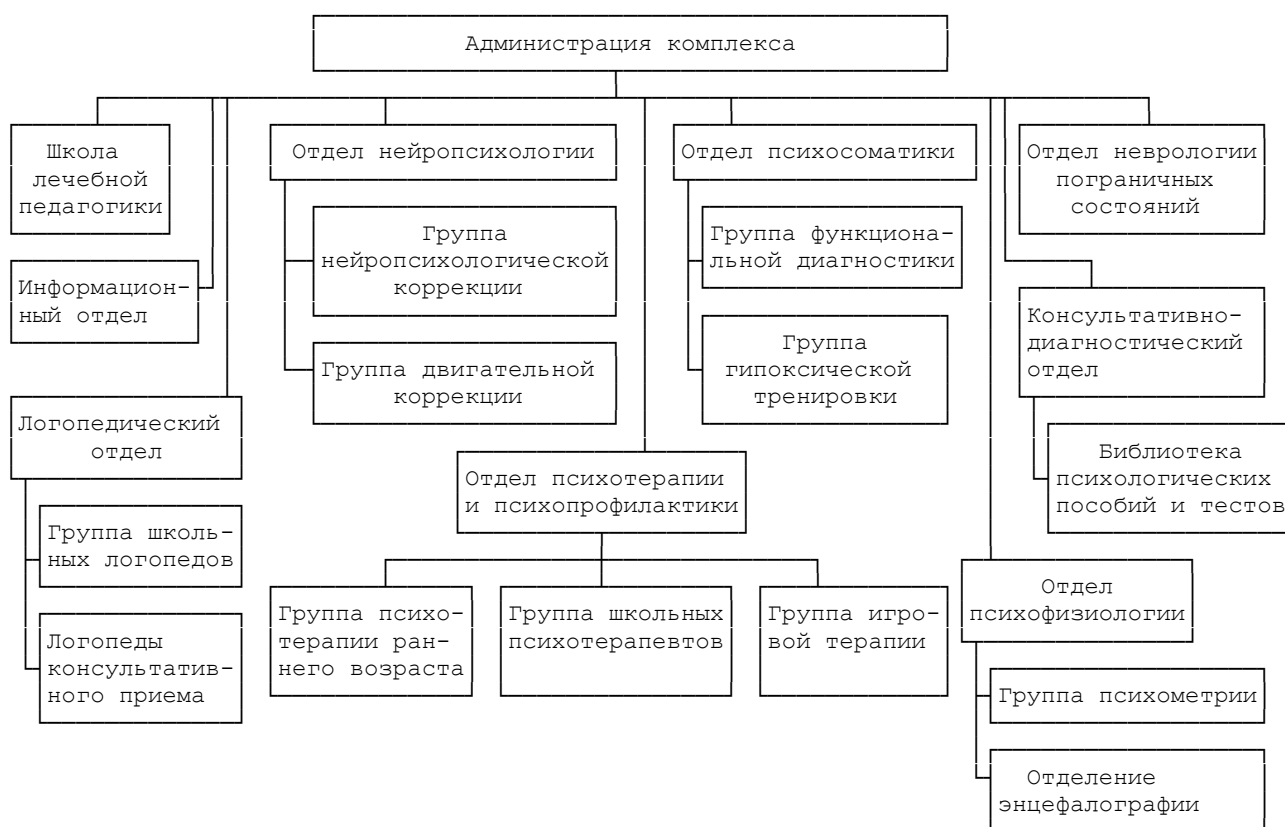 Администрация комплекса
Школа
лечебной
педагогики
Отдел нейропсихологии
Отдел психосоматики
Отдел неврологии
пограничных
состояний
Группа
нейропсихологической
коррекции
Группа функциона-
льной диагностики
Информацион-
ный отдел
Консультативно-
диагностический
отдел
Группа двигательной
коррекции
Группа
гипоксической
тренировки
Логопедический
отдел
Библиотека
психологических
пособий и тестов
Отдел психотерапии
и психопрофилактики
Группа школь-
ных логопедов
Отдел
психофизиологии
Группа психо-
терапии ран-
него возраста
Группа школьных
психотерапевтов
Группа игро-
вой терапии
Логопеды
консультатив-
ного приема
Группа психометрии
Отделение
энцефалографии